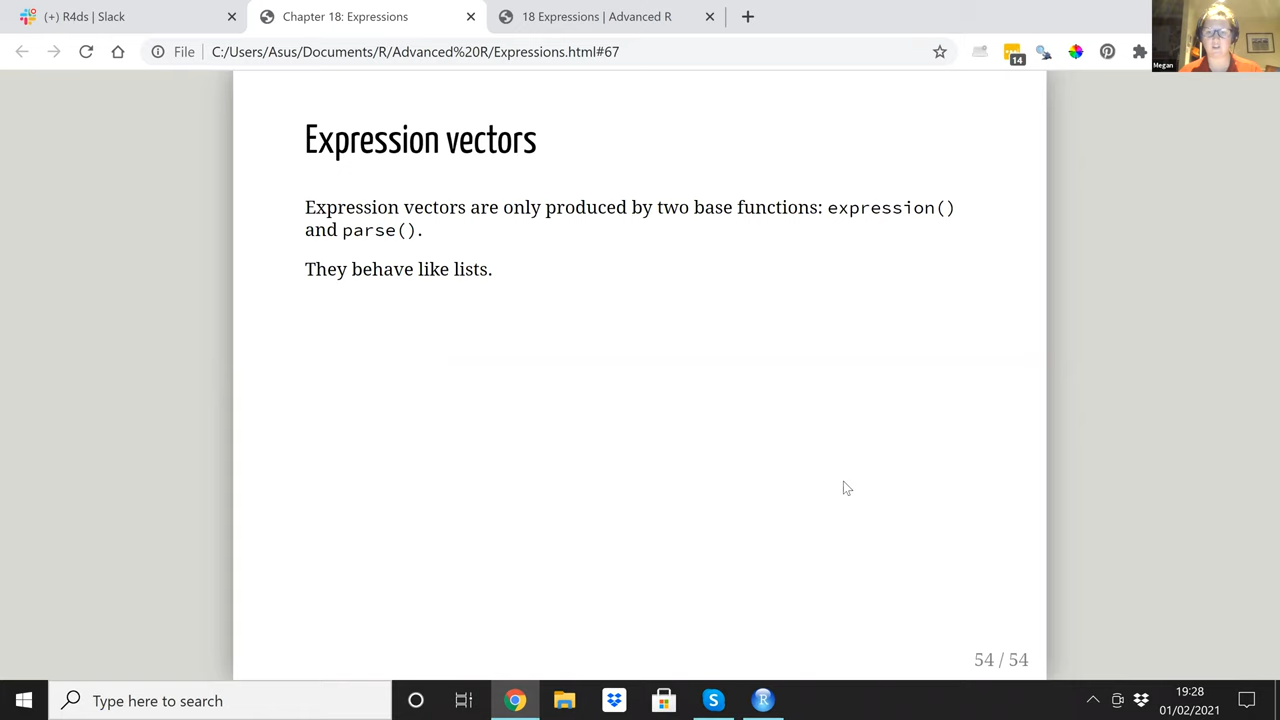 (+) R4ds | Slack
Chapter 18: Expressions
18 Expressions | Advanced R
File
C:/Users/Asus/Documents/R/Advanced%20R/Expressions.html#67
14
Megan
Expression vectors
Expression vectors are only produced by two base functions: expression()
and parse().
They behave like lists.
54 / 54
Type here to search
19:28
01/02/2021